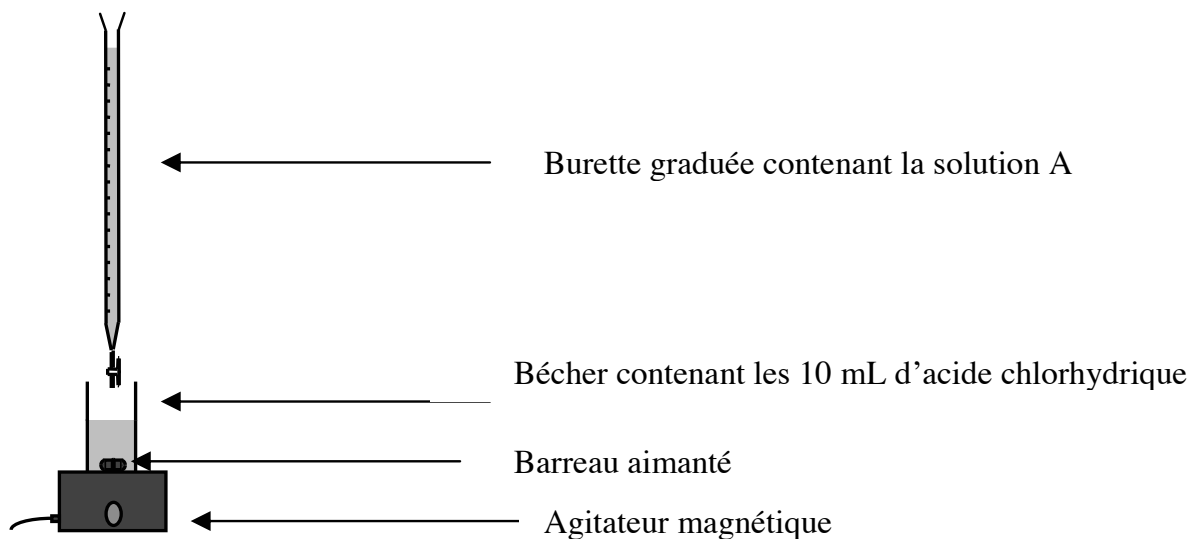 Burette graduée contenant la solution A
Bécher contenant les 10 mL d'acide chlorhydrique
Barreau aimanté
Agitateur magnétique